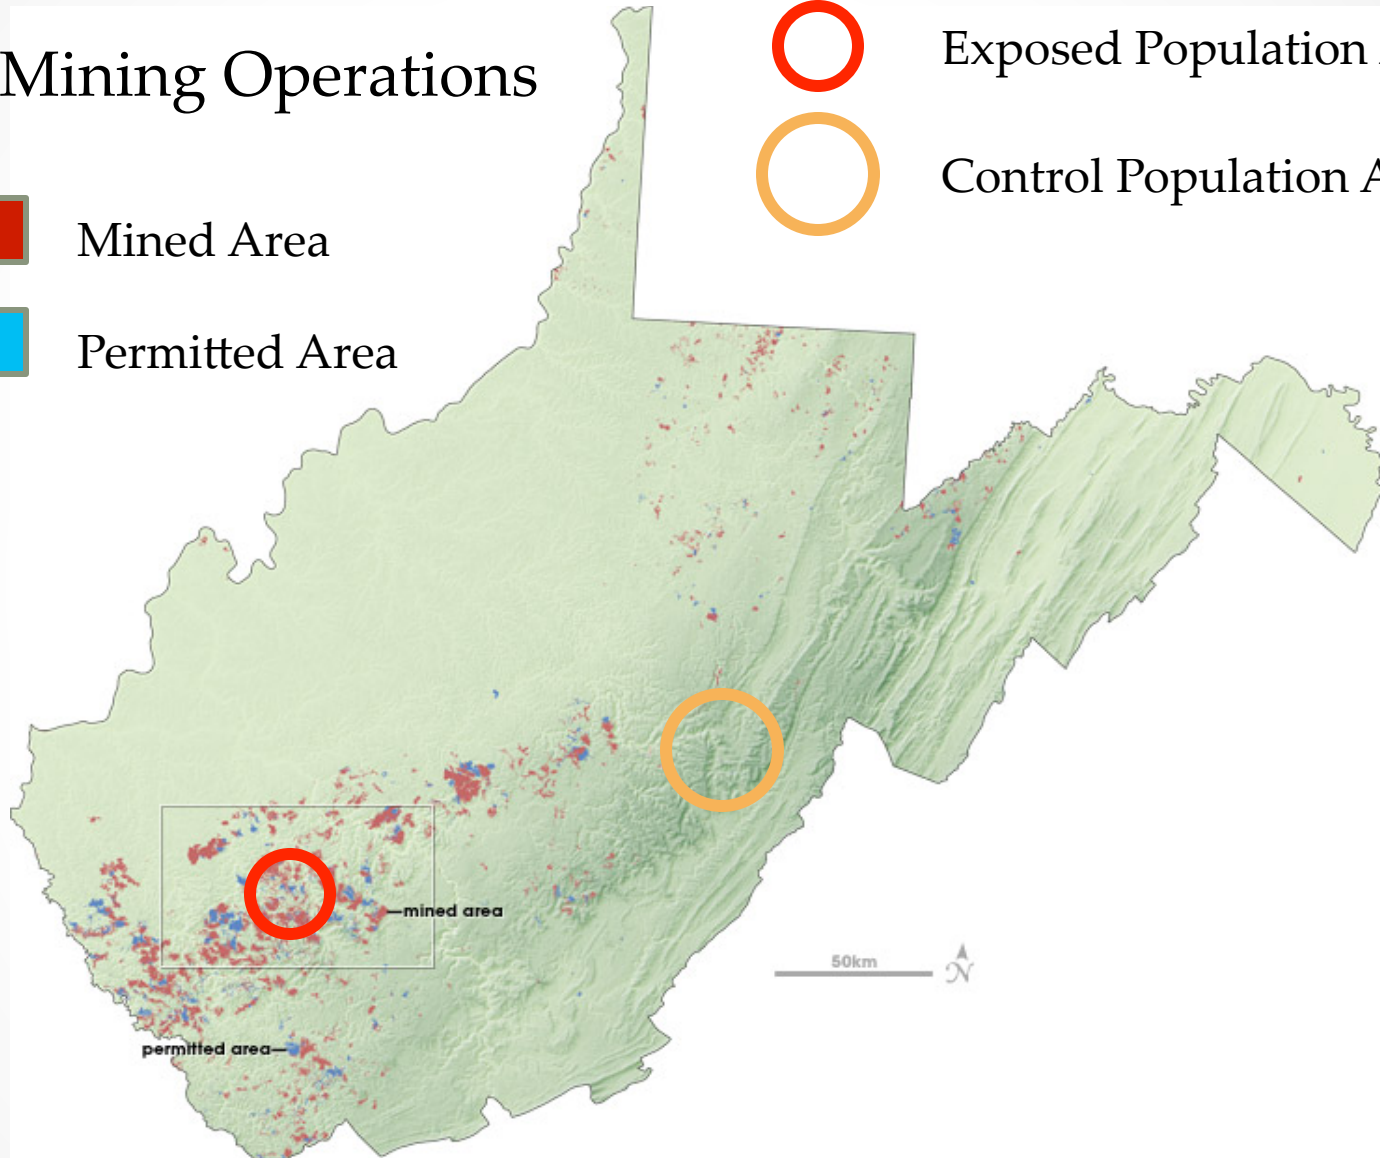 Mining Operations
Mined Area
Permitted Area
Exposed Population
Control Population A
mined area
50km
N
permitted area